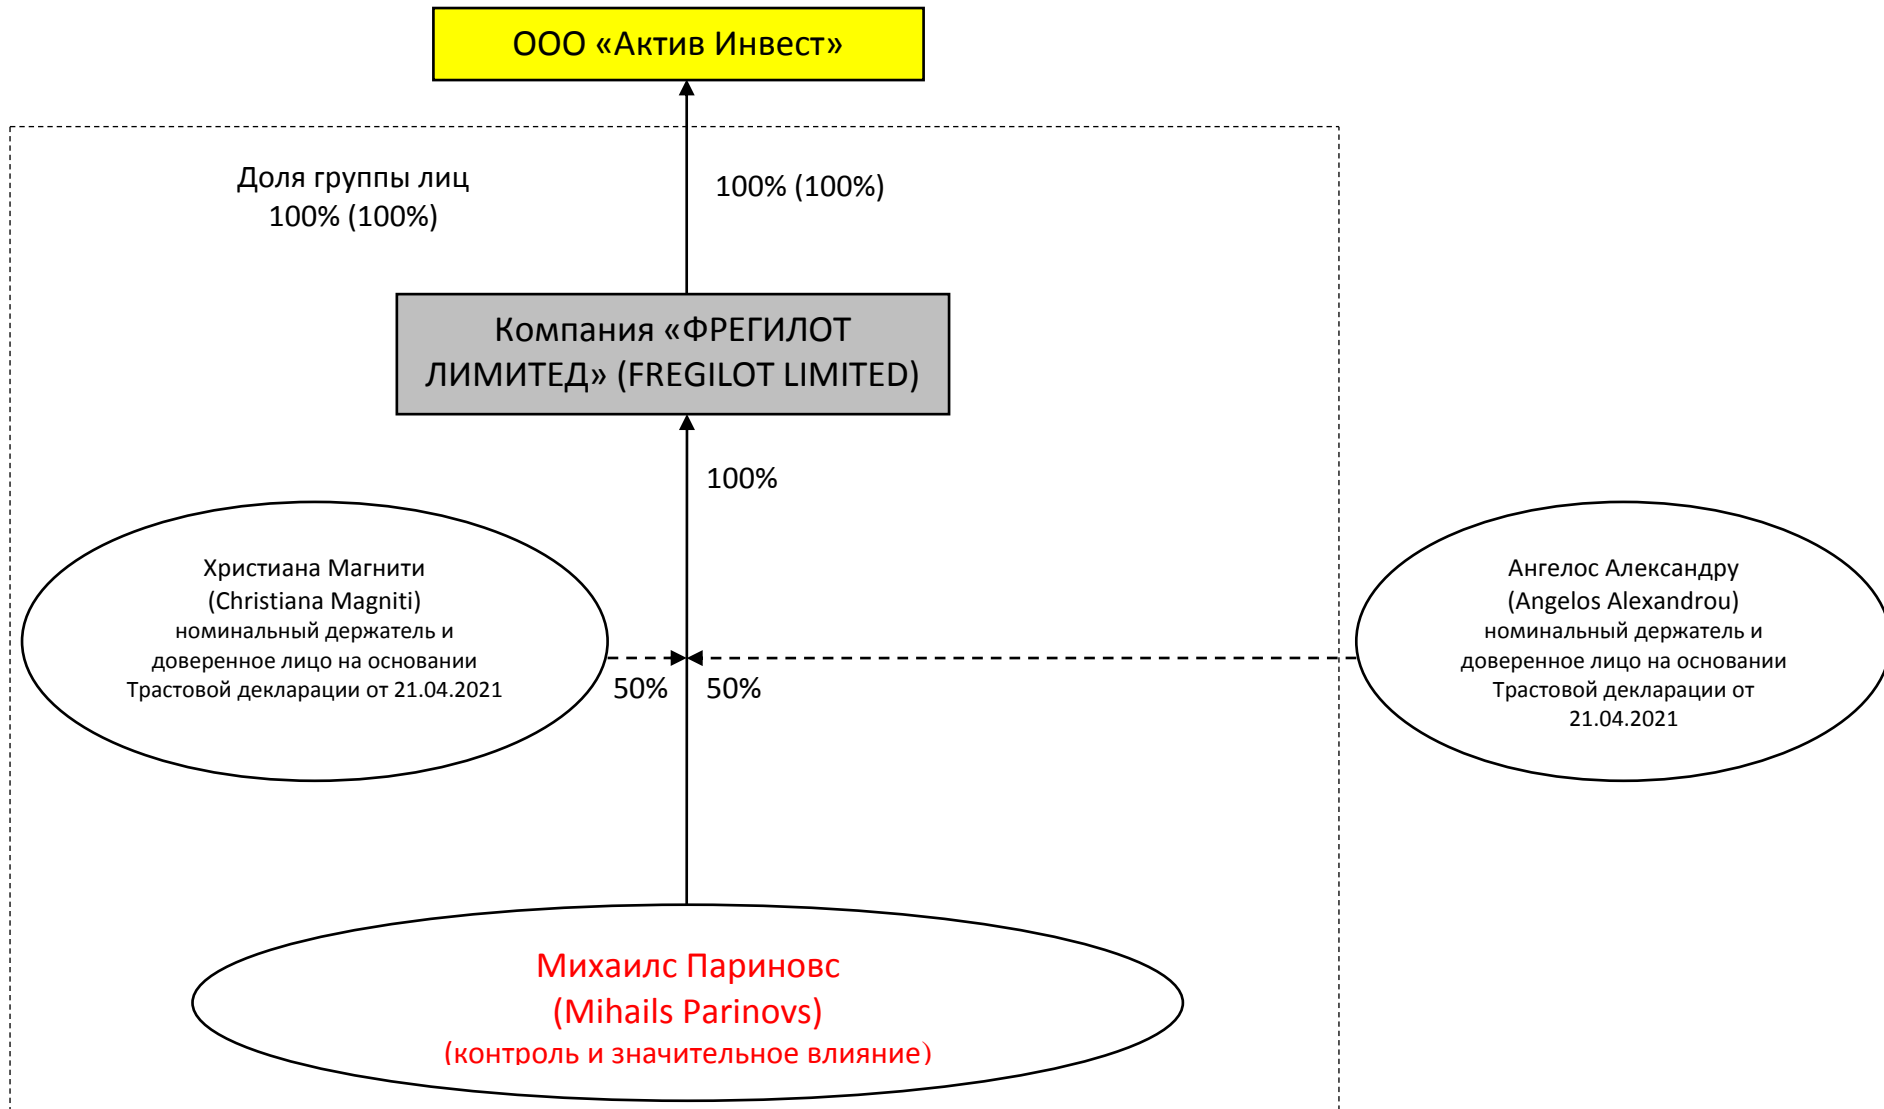 ООО «Актив Инвест»
Доля группы лиц
100% (100%)
100% (100%)
Компания «ФРЕГИЛОТ
ЛИМИТЕД» (FREGILOT LIMITED)
100%
Христиана Магнити
(Christiana Magniti)
номинальный держатель и
доверенное лицо на основании
Трастовой декларации от 21.04.2021
50%
50%
Ангелос Александру
(Angelos Alexandrou)
номинальный держатель и
доверенное лицо на основании
Трастовой декларации от
21.04.2021
Михаилс Париновс
(Mihails Parinovs)
(контроль и значительное влияние)